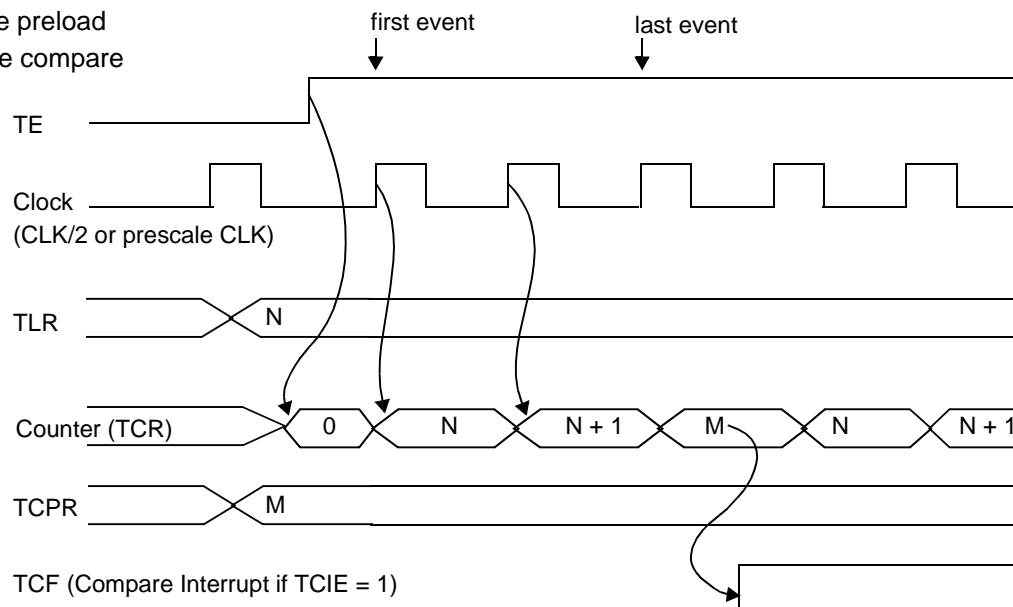 e preload
e compare
first event
last event
TE
Clock
(CLK/2 or prescale CLK)
TLR
N
Counter (TCR)
0
N
N + 1
M
N
N + 1
TCPR
M
TCF (Compare Interrupt if TCIE = 1)